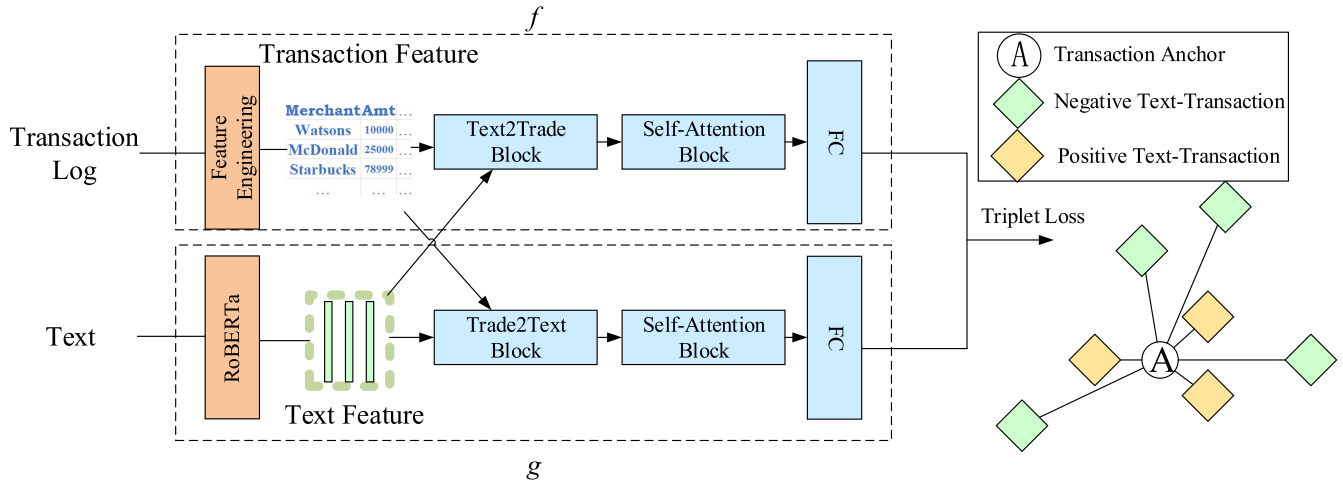 f
Transaction Feature
Transaction
Log
Feature
Engineering
Merchant Amt ...
Watsons 10000 ...
McDonald 25000 ...
Starbucks 78999 ...
... ... ...
Text2Trade
Block
Self-Attention
Block
FC
Triplet Loss
Text
RoBERTa
Text Feature
Trade2Text
Block
Self-Attention
Block
FC
g
A Transaction Anchor
Negative Text-Transaction
Positive Text-Transaction
A